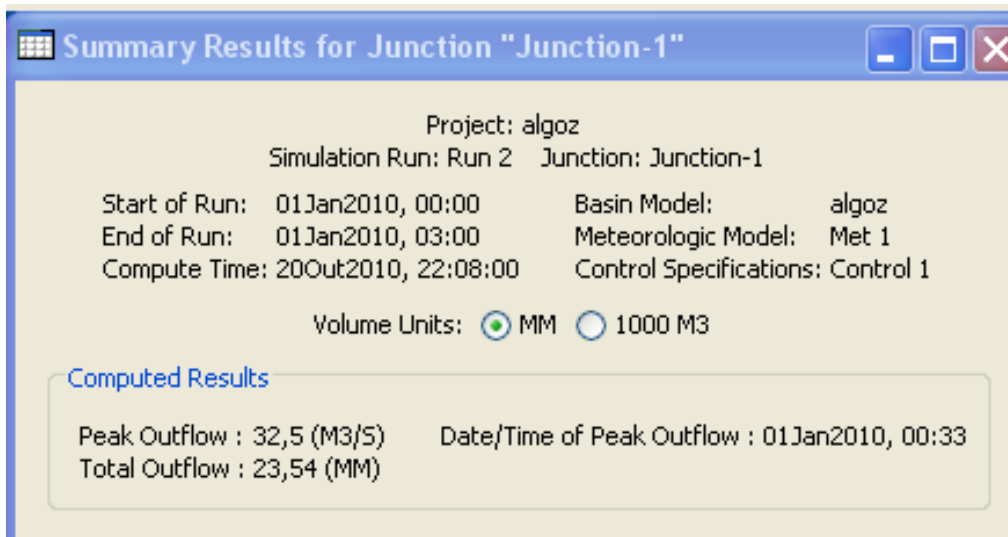 Summary Results for Junction "Junction-1"
Project: algoz
Simulation Run: Run 2 Junction: Junction-1
Start of Run: 01Jan2010, 00:00 Basin Model: algoz
End of Run: 01Jan2010, 03:00 Meteorologic Model: Met 1
Compute Time: 20Out2010, 22:08:00 Control Specifications: Control 1
Volume Units: MM 1000 M3
Computed Results
Peak Outflow : 32,5 (M3/S) Date/Time of Peak Outflow : 01Jan2010, 00:33
Total Outflow : 23,54 (MM)